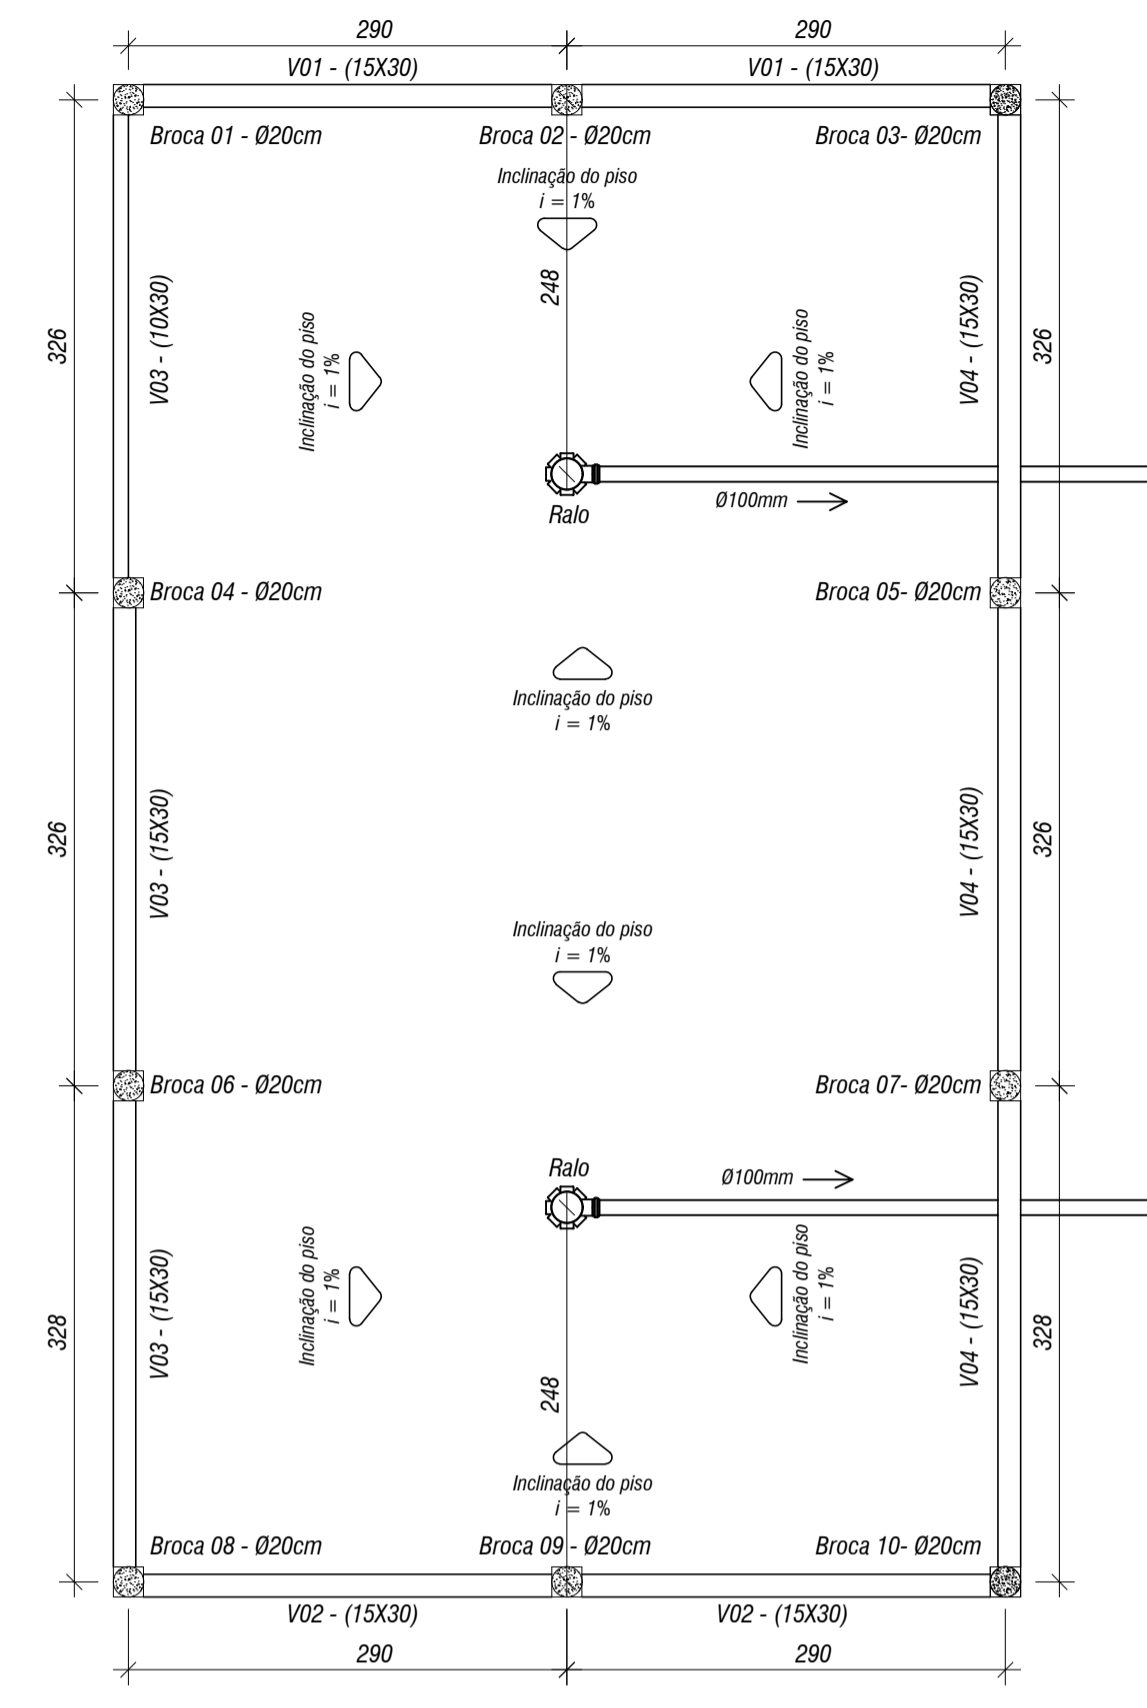 290
290
V01 - (15X30)
V01 - (15X30)
Broca 01 - Ø20cm
Broca 02 - Ø20cm
Broca 03- Ø20cm
Inclinação do piso
i = 1%
248
326
V03 - (10X30)
Inclinação do piso
i = 1%
Inclinação do piso
i = 1%
V04 - (15X30)
326
Ralo
Ø100mm
Broca 04 - Ø20cm
Broca 05- Ø20cm
Inclinação do piso
i = 1%
326
V03 - (15X30)
V04 - (15X30)
326
Inclinação do piso
i = 1%
Broca 06 - Ø20cm
Broca 07- Ø20cm
Ralo
Ø100mm
328
V03 - (15X30)
Inclinação do piso
i = 1%
Inclinação do piso
i = 1%
V04 - (15X30)
328
248
Inclinação do piso
i = 1%
Broca 08 - Ø20cm
Broca 09 - Ø20cm
Broca 10- Ø20cm
V02 - (15X30)
V02 - (15X30)
290
290